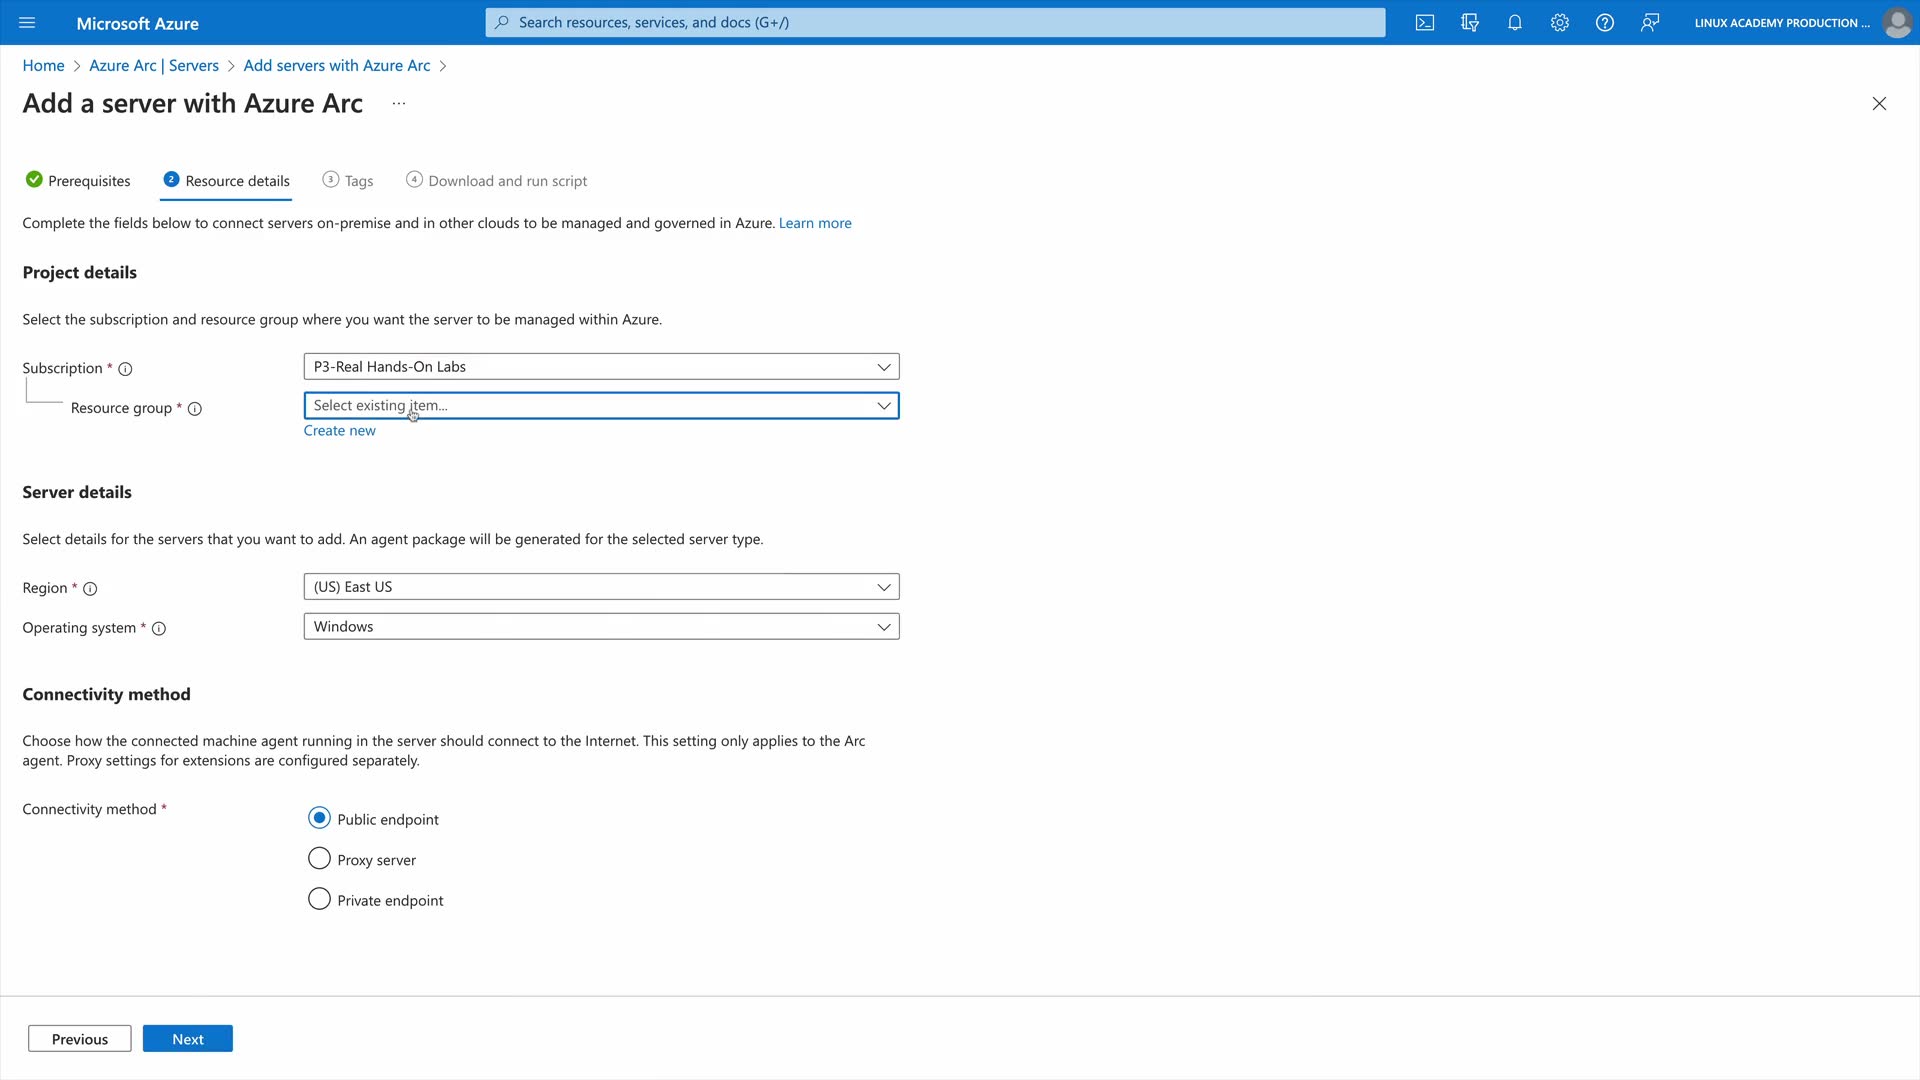 Microsoft Azure
Search resources, services, and docs (G+/)
LINUX ACADEMY PRODUCTION ...
Home > Azure Arc | Servers > Add servers with Azure Arc >
Add a server with Azure Arc ...
Prerequisites
2 Resource details
3 Tags
4 Download and run script
Complete the fields below to connect servers on-premise and in other clouds to be managed and governed in Azure. Learn more
Project details
Select the subscription and resource group where you want the server to be managed within Azure.
Subscription *
P3-Real Hands-On Labs
Resource group *
Select existing item...
Create new
Server details
Select details for the servers that you want to add. An agent package will be generated for the selected server type.
Region *
(US) East US
Operating system *
Windows
Connectivity method
Choose how the connected machine agent running in the server should connect to the Internet. This setting only applies to the Arc
agent. Proxy settings for extensions are configured separately.
Connectivity method *
Public endpoint
Proxy server
Private endpoint
Previous
Next